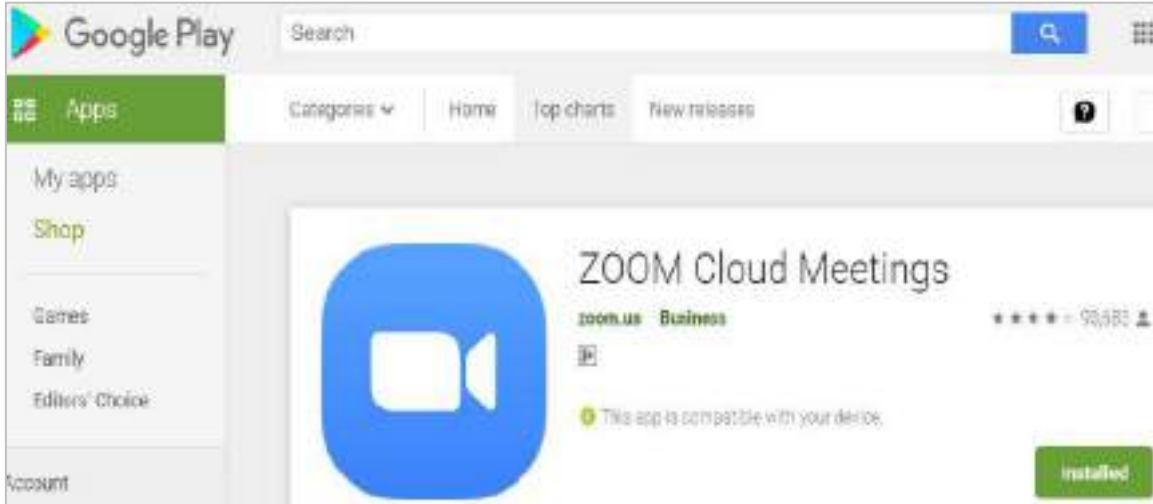 Google Play
Search
Apps
Categories
Home
Top charts
New releases
My apps
Shop
Games
Family
Editors' Choice
Account
ZOOM Cloud Meetings
zoom.us Business
This app is compatible with your device.
Installed